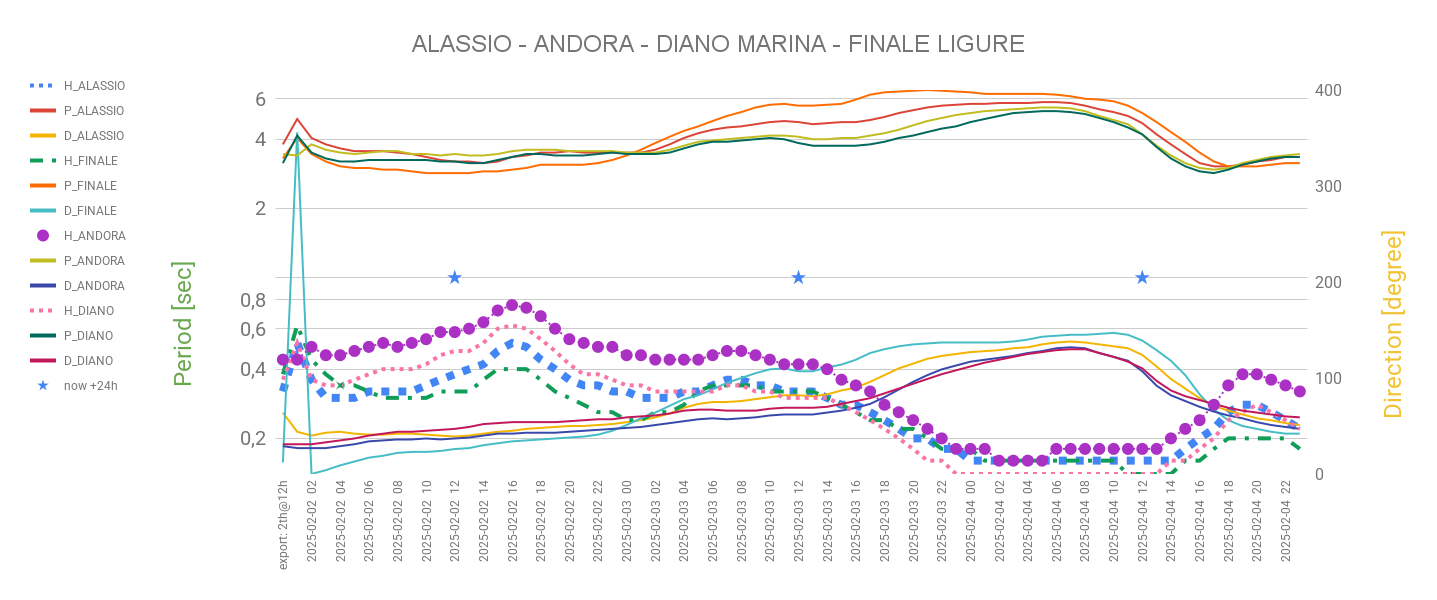 ALASSIO - ANDORA - DIANO MARINA - FINALE LIGURE
H_ALASSIO
P_ALASSIO
D_ALASSIO
H_FINALE
P_FINALE
D_FINALE
H_ANDORA
P_ANDORA
D_ANDORA
H_DIANO
P_DIANO
D_DIANO
now +24h
Period [sec]
6
4
2
0,8
0,6
0,4
0,2
400
300
200
100
0
Direction [degree]
export: 2th@12h
2025-02-02 02
2025-02-02 04
2025-02-02 06
2025-02-02 08
2025-02-02 10
2025-02-02 12
2025-02-02 14
2025-02-02 16
2025-02-02 18
2025-02-02 20
2025-02-02 22
2025-02-03 00
2025-02-03 02
2025-02-03 04
2025-02-03 06
2025-02-03 08
2025-02-03 10
2025-02-03 12
2025-02-03 14
2025-02-03 16
2025-02-03 18
2025-02-03 20
2025-02-03 22
2025-02-04 00
2025-02-04 02
2025-02-04 04
2025-02-04 06
2025-02-04 08
2025-02-04 10
2025-02-04 12
2025-02-04 14
2025-02-04 16
2025-02-04 18
2025-02-04 20
2025-02-04 22